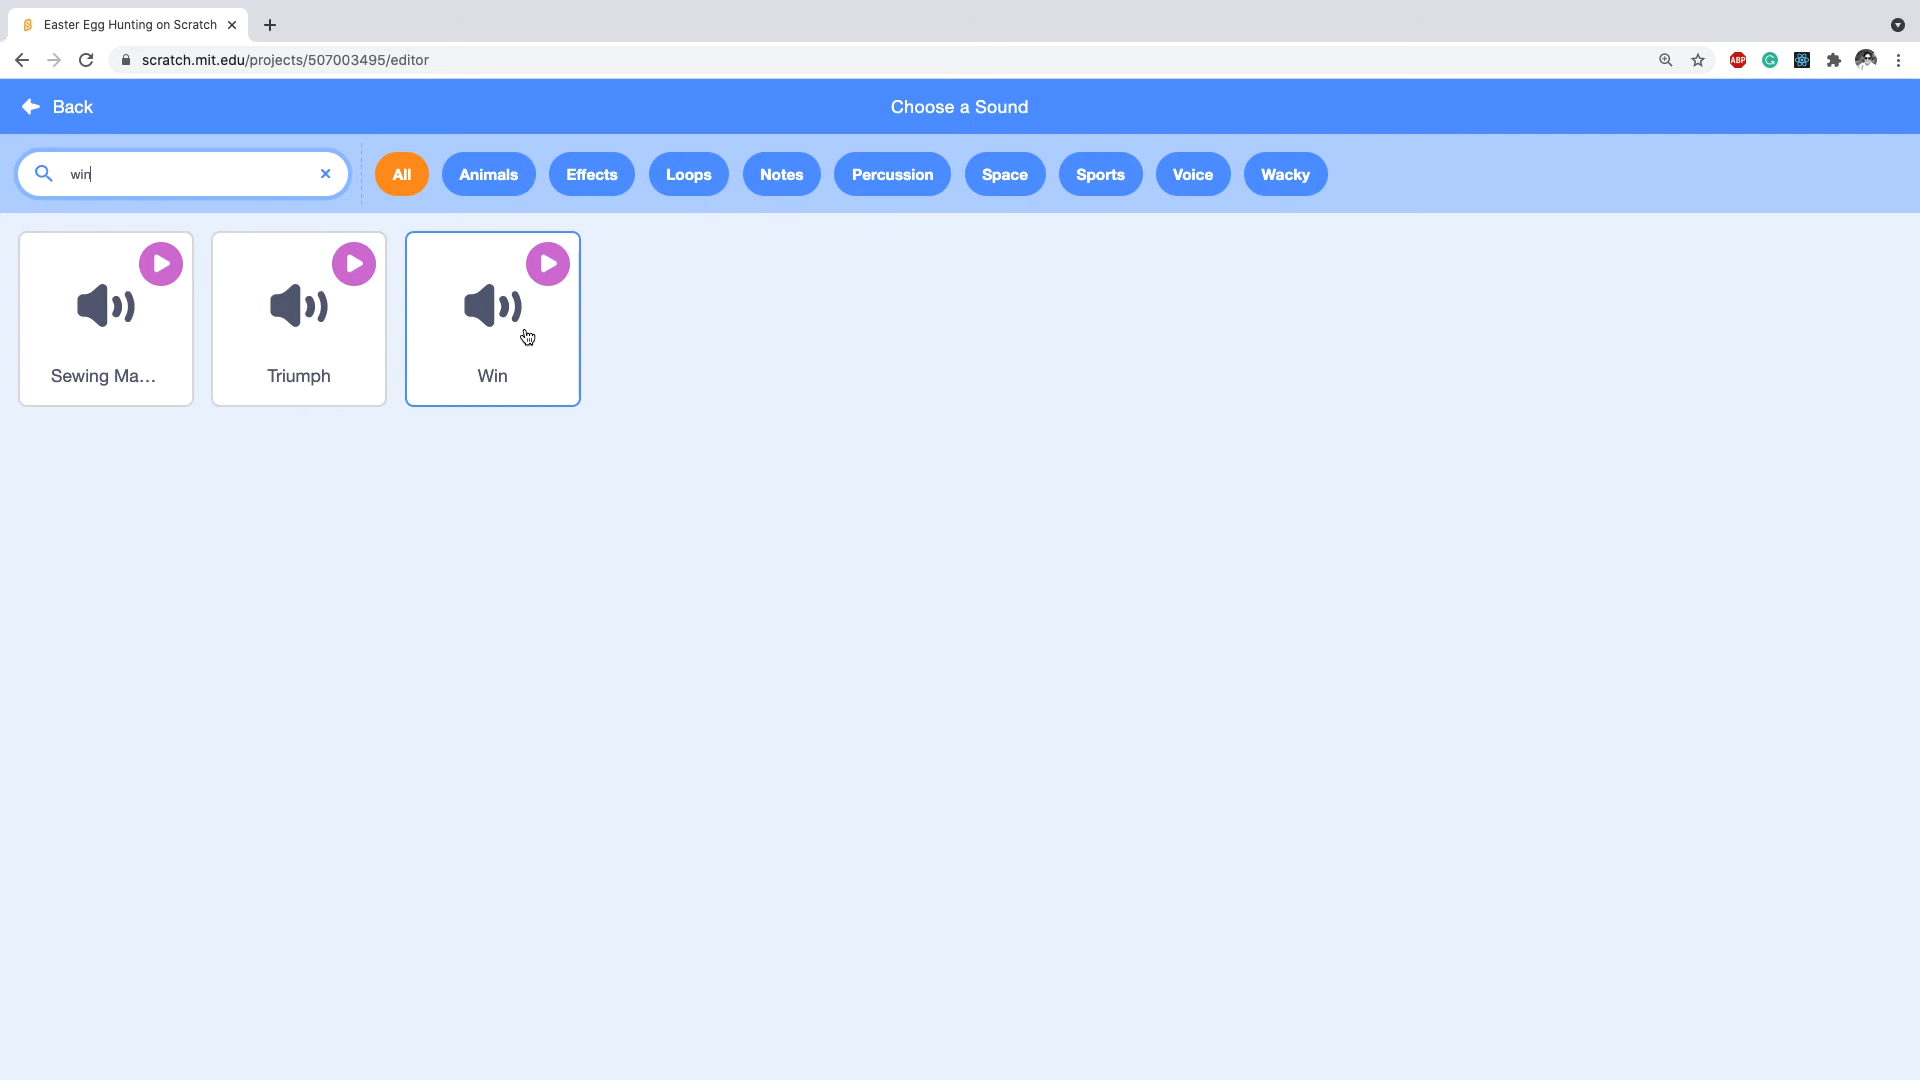 Easter Egg Hunting on Scratch
scratch.mit.edu/projects/507003495/editor
ABP
Back
Choose a Sound
win
All
Animals
Effects
Loops
Notes
Percussion
Space
Sports
Voice
Wacky
Sewing Ma...
Triumph
Win